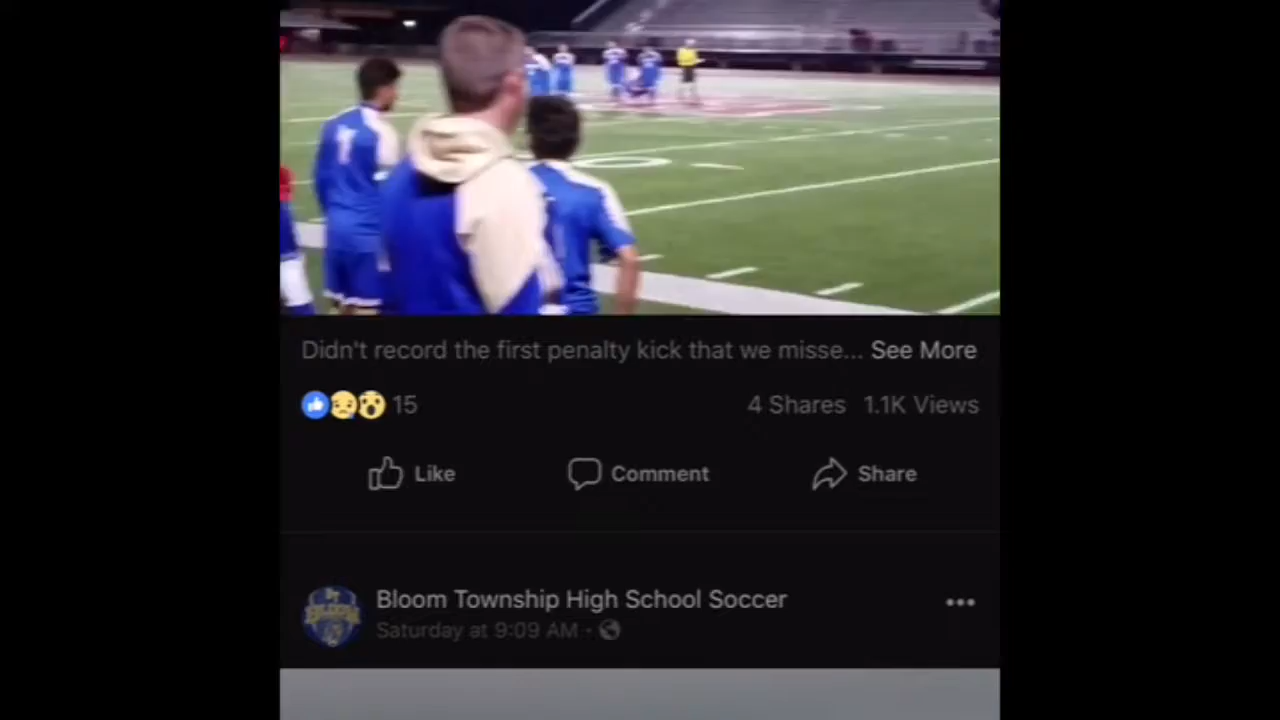 Didn't record the first penalty kick that we misse... See More
15
4 Shares 1.1K Views
Like
Comment
Share
Bloom Township High School Soccer
Saturday at 9:09 AM ·